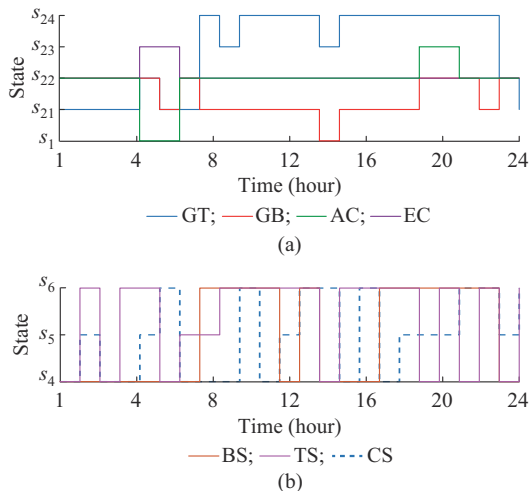 s24
s23
State
s22
s21
s1
1 4 8 12 16 20 24
Time (hour)
GT; GB; AC; EC
(a)
s6
State
s5
s4
1 4 8 12 16 20 24
Time (hour)
BS; TS; CS
(b)